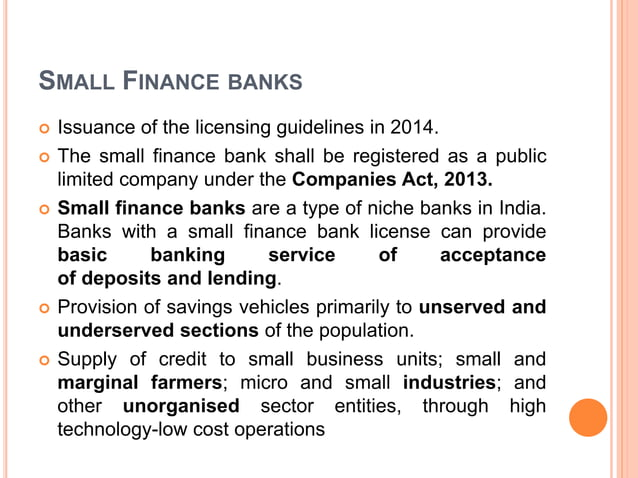 SMALL FINANCE BANKS
Issuance of the licensing guidelines in 2014.
The small finance bank shall be registered as a public
limited company under the Companies Act, 2013.
Small finance banks are a type of niche banks in India.
Banks with a small finance bank license can provide
basic banking service of acceptance
of deposits and lending.
Provision of savings vehicles primarily to unserved and
underserved sections of the population.
Supply of credit to small business units; small and
marginal farmers; micro and small industries; and
other unorganised sector entities, through high
technology-low cost operations